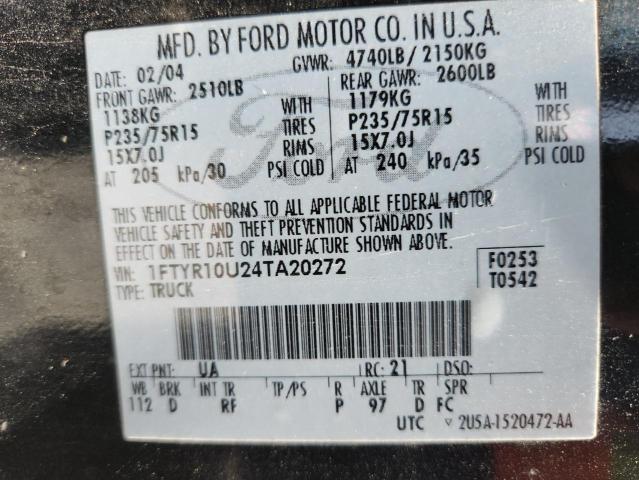 MFD. BY FORD MOTOR CO. IN U.S.A.
DATE: 02/04 GVWR: 4740LB/ 2150KG
FRONT GAWR: 2510LB REAR GAWR: 2600LB
1138KG WITH 1179KG WITH
P235/75R15 TIRES P235/75R15 TIRES
15X7.0J RIMS 15X7.0J RIMS
AT 205 kPa/30 PSI COLD AT 240 kPa/35 PSI COLD
Ford
THIS VEHICLE CONFORMS TO ALL APPLICABLE FEDERAL MOTOR
VEHICLE SAFETY AND THEFT PREVENTION STANDARDS IN
EFFECT ON THE DATE OF MANUFACTURE SHOWN ABOVE.
VIN: 1FTYR10U24TA20272 F0253
TYPE: TRUCK T0542
EXT PNT: UA RC: 21 DSO:
WB BRK INT TR TP/PS R AXLE TR SPR
112 D RF P 97 D FC
UTC ▽ 2U5A-1520472-AA